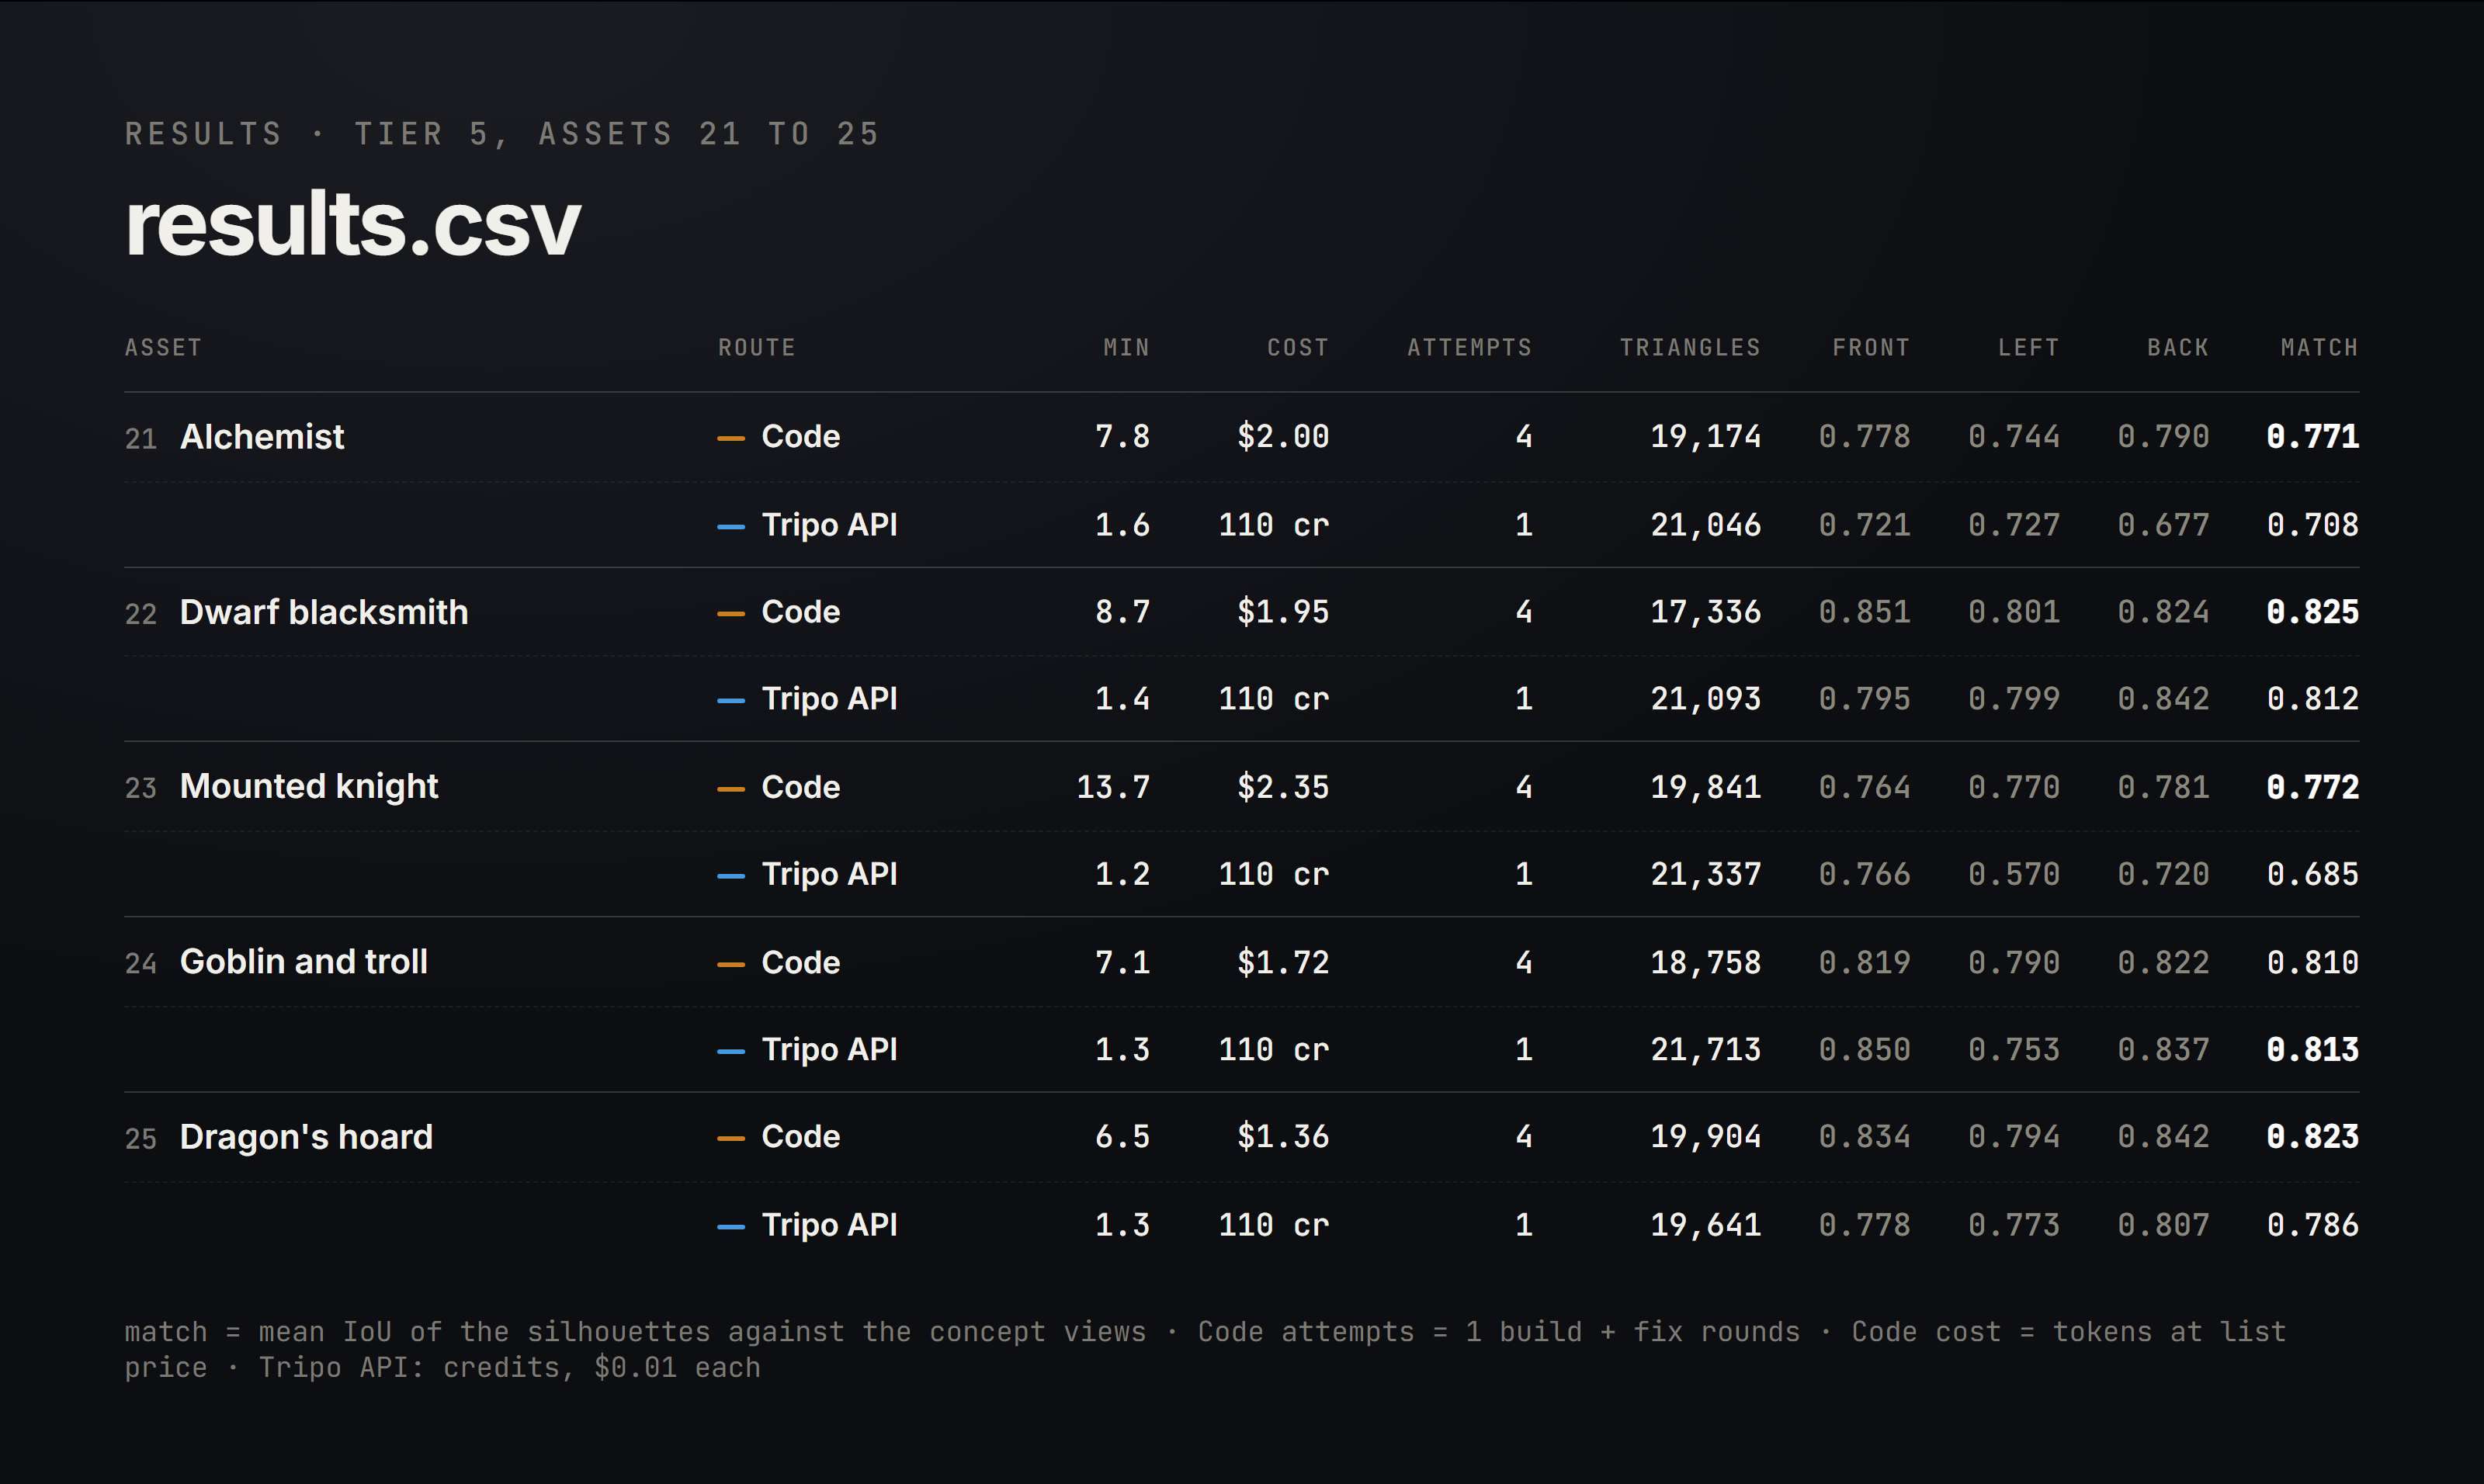 RESULTS · TIER 5, ASSETS 21 TO 25
results.csv
ASSET ROUTE MIN COST ATTEMPTS TRIANGLES FRONT LEFT BACK MATCH
21 Alchemist Code 7.8 $2.00 4 19,174 0.778 0.744 0.790 0.771
Tripo API 1.6 110 cr 1 21,046 0.721 0.727 0.677 0.708
22 Dwarf blacksmith Code 8.7 $1.95 4 17,336 0.851 0.801 0.824 0.825
Tripo API 1.4 110 cr 1 21,093 0.795 0.799 0.842 0.812
23 Mounted knight Code 13.7 $2.35 4 19,841 0.764 0.770 0.781 0.772
Tripo API 1.2 110 cr 1 21,337 0.766 0.570 0.720 0.685
24 Goblin and troll Code 7.1 $1.72 4 18,758 0.819 0.790 0.822 0.810
Tripo API 1.3 110 cr 1 21,713 0.850 0.753 0.837 0.813
25 Dragon's hoard Code 6.5 $1.36 4 19,904 0.834 0.794 0.842 0.823
Tripo API 1.3 110 cr 1 19,641 0.778 0.773 0.807 0.786
match = mean IoU of the silhouettes against the concept views · Code attempts = 1 build + fix rounds · Code cost = tokens at list
price · Tripo API: credits, $0.01 each